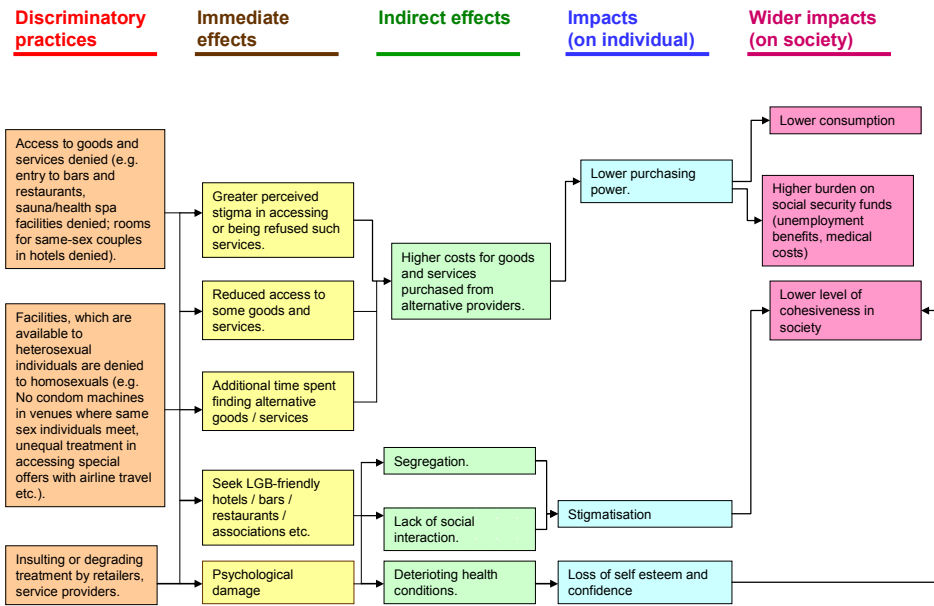 Discriminatory
practices
Immediate
effects
Indirect effects
Impacts
(on individual)
Wider impacts
(on society)
Access to goods and
services denied (e.g.
entry to bars and
restaurants,
sauna/health spa
facilities denied; rooms
for same-sex couples
in hotels denied).
Facilities, which are
available to
heterosexual
individuals are denied
to homosexuals (e.g.
No condom machines
in venues where same
sex individuals meet,
unequal treatment in
accessing special
offers with airline travel
etc.).
Insulting or degrading
treatment by retailers,
service providers.
Greater perceived
stigma in accessing
or being refused such
services.
Reduced access to
some goods and
services.
Additional time spent
finding alternative
goods / services
Seek LGB-friendly
hotels / bars /
restaurants /
associations etc.
Psychological
damage
Higher costs for goods
and services
purchased from
alternative providers.
Segregation.
Lack of social
interaction.
Deterioting health
conditions.
Lower purchasing
power.
Stigmatisation
Loss of self esteem and
confidence
Lower consumption
Higher burden on
social security funds
(unemployment
benefits, medical
costs)
Lower level of
cohesiveness in
society